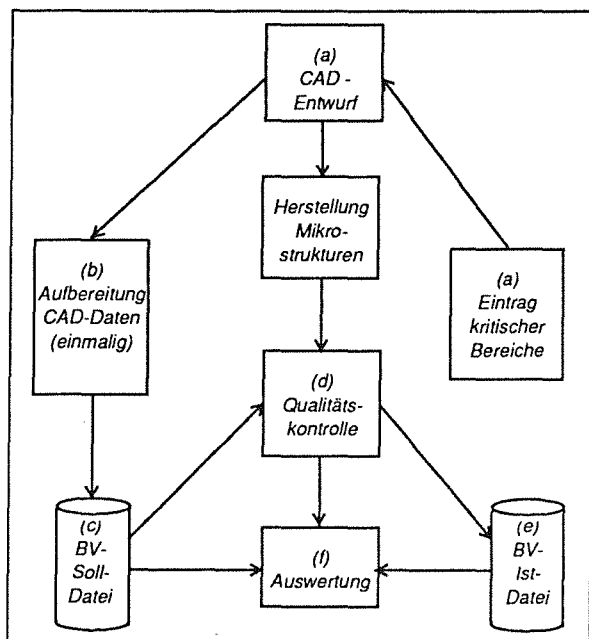 (a)
CAD -
Entwurf
Herstellung
Mikro-
strukturen
(b)
Aufbereitung
CAD-Daten
(einmalig)
(a)
Eintrag
kritischer
Bereiche
(d)
Qualitäts-
kontrolle
(c)
BV-
Soll-
Datei
(f)
Auswertung
(e)
BV-
Ist-
Datei